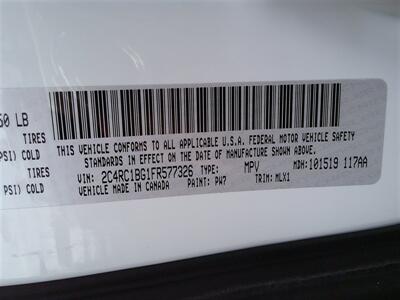 50 LB
TIRES
PSI) COLD
TIRES
PSI) COLD
THIS VEHICLE CONFORMS TO ALL APPLICABLE U.S.A. FEDERAL MOTOR VEHICLE SAFETY
STANDARDS IN EFFECT ON THE DATE OF MANUFACTURE SHOWN ABOVE.
VIN: 2C4RC1BG1FR577326 TYPE: MPV MDH: 101519 117AA
VEHICLE MADE IN CANADA PAINT: PW7 TRIM: MLX1